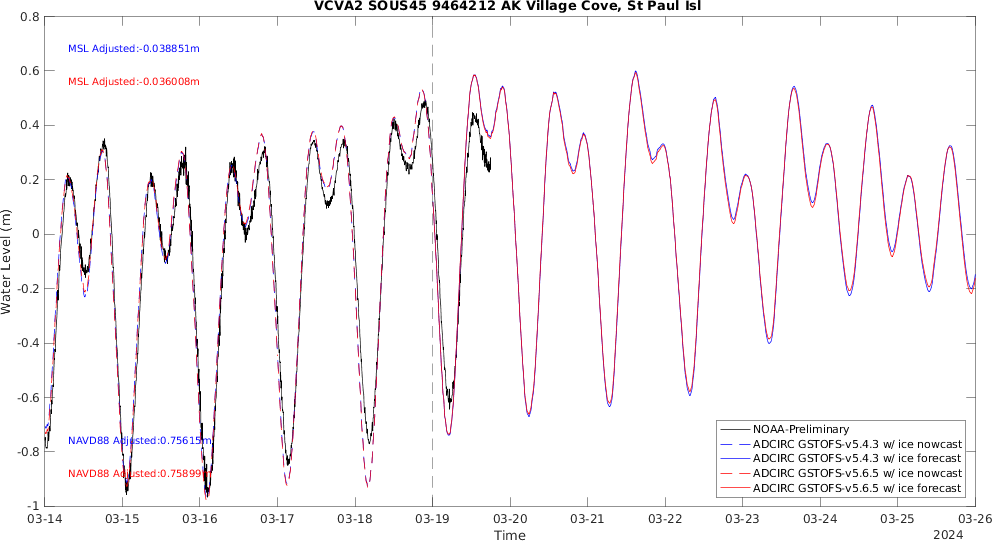 VCVA2 SOUS45 9464212 AK Village Cove, St Paul Isl
0.8
0.6
0.4
0.2
0
-0.2
-0.4
-0.6
-0.8
-1
Water Level (m)
MSL Adjusted:-0.038851m
MSL Adjusted:-0.036008m
NAVD88 Adjusted:0.75615m
NAVD88 Adjusted:0.75899m
NOAA-Preliminary
ADCIRC GSTOFS-v5.4.3 w/ ice nowcast
ADCIRC GSTOFS-v5.4.3 w/ ice forecast
ADCIRC GSTOFS-v5.6.5 w/ ice nowcast
ADCIRC GSTOFS-v5.6.5 w/ ice forecast
03-14 03-15 03-16 03-17 03-18 03-19 03-20 03-21 03-22 03-23 03-24 03-25 03-26
Time
2024